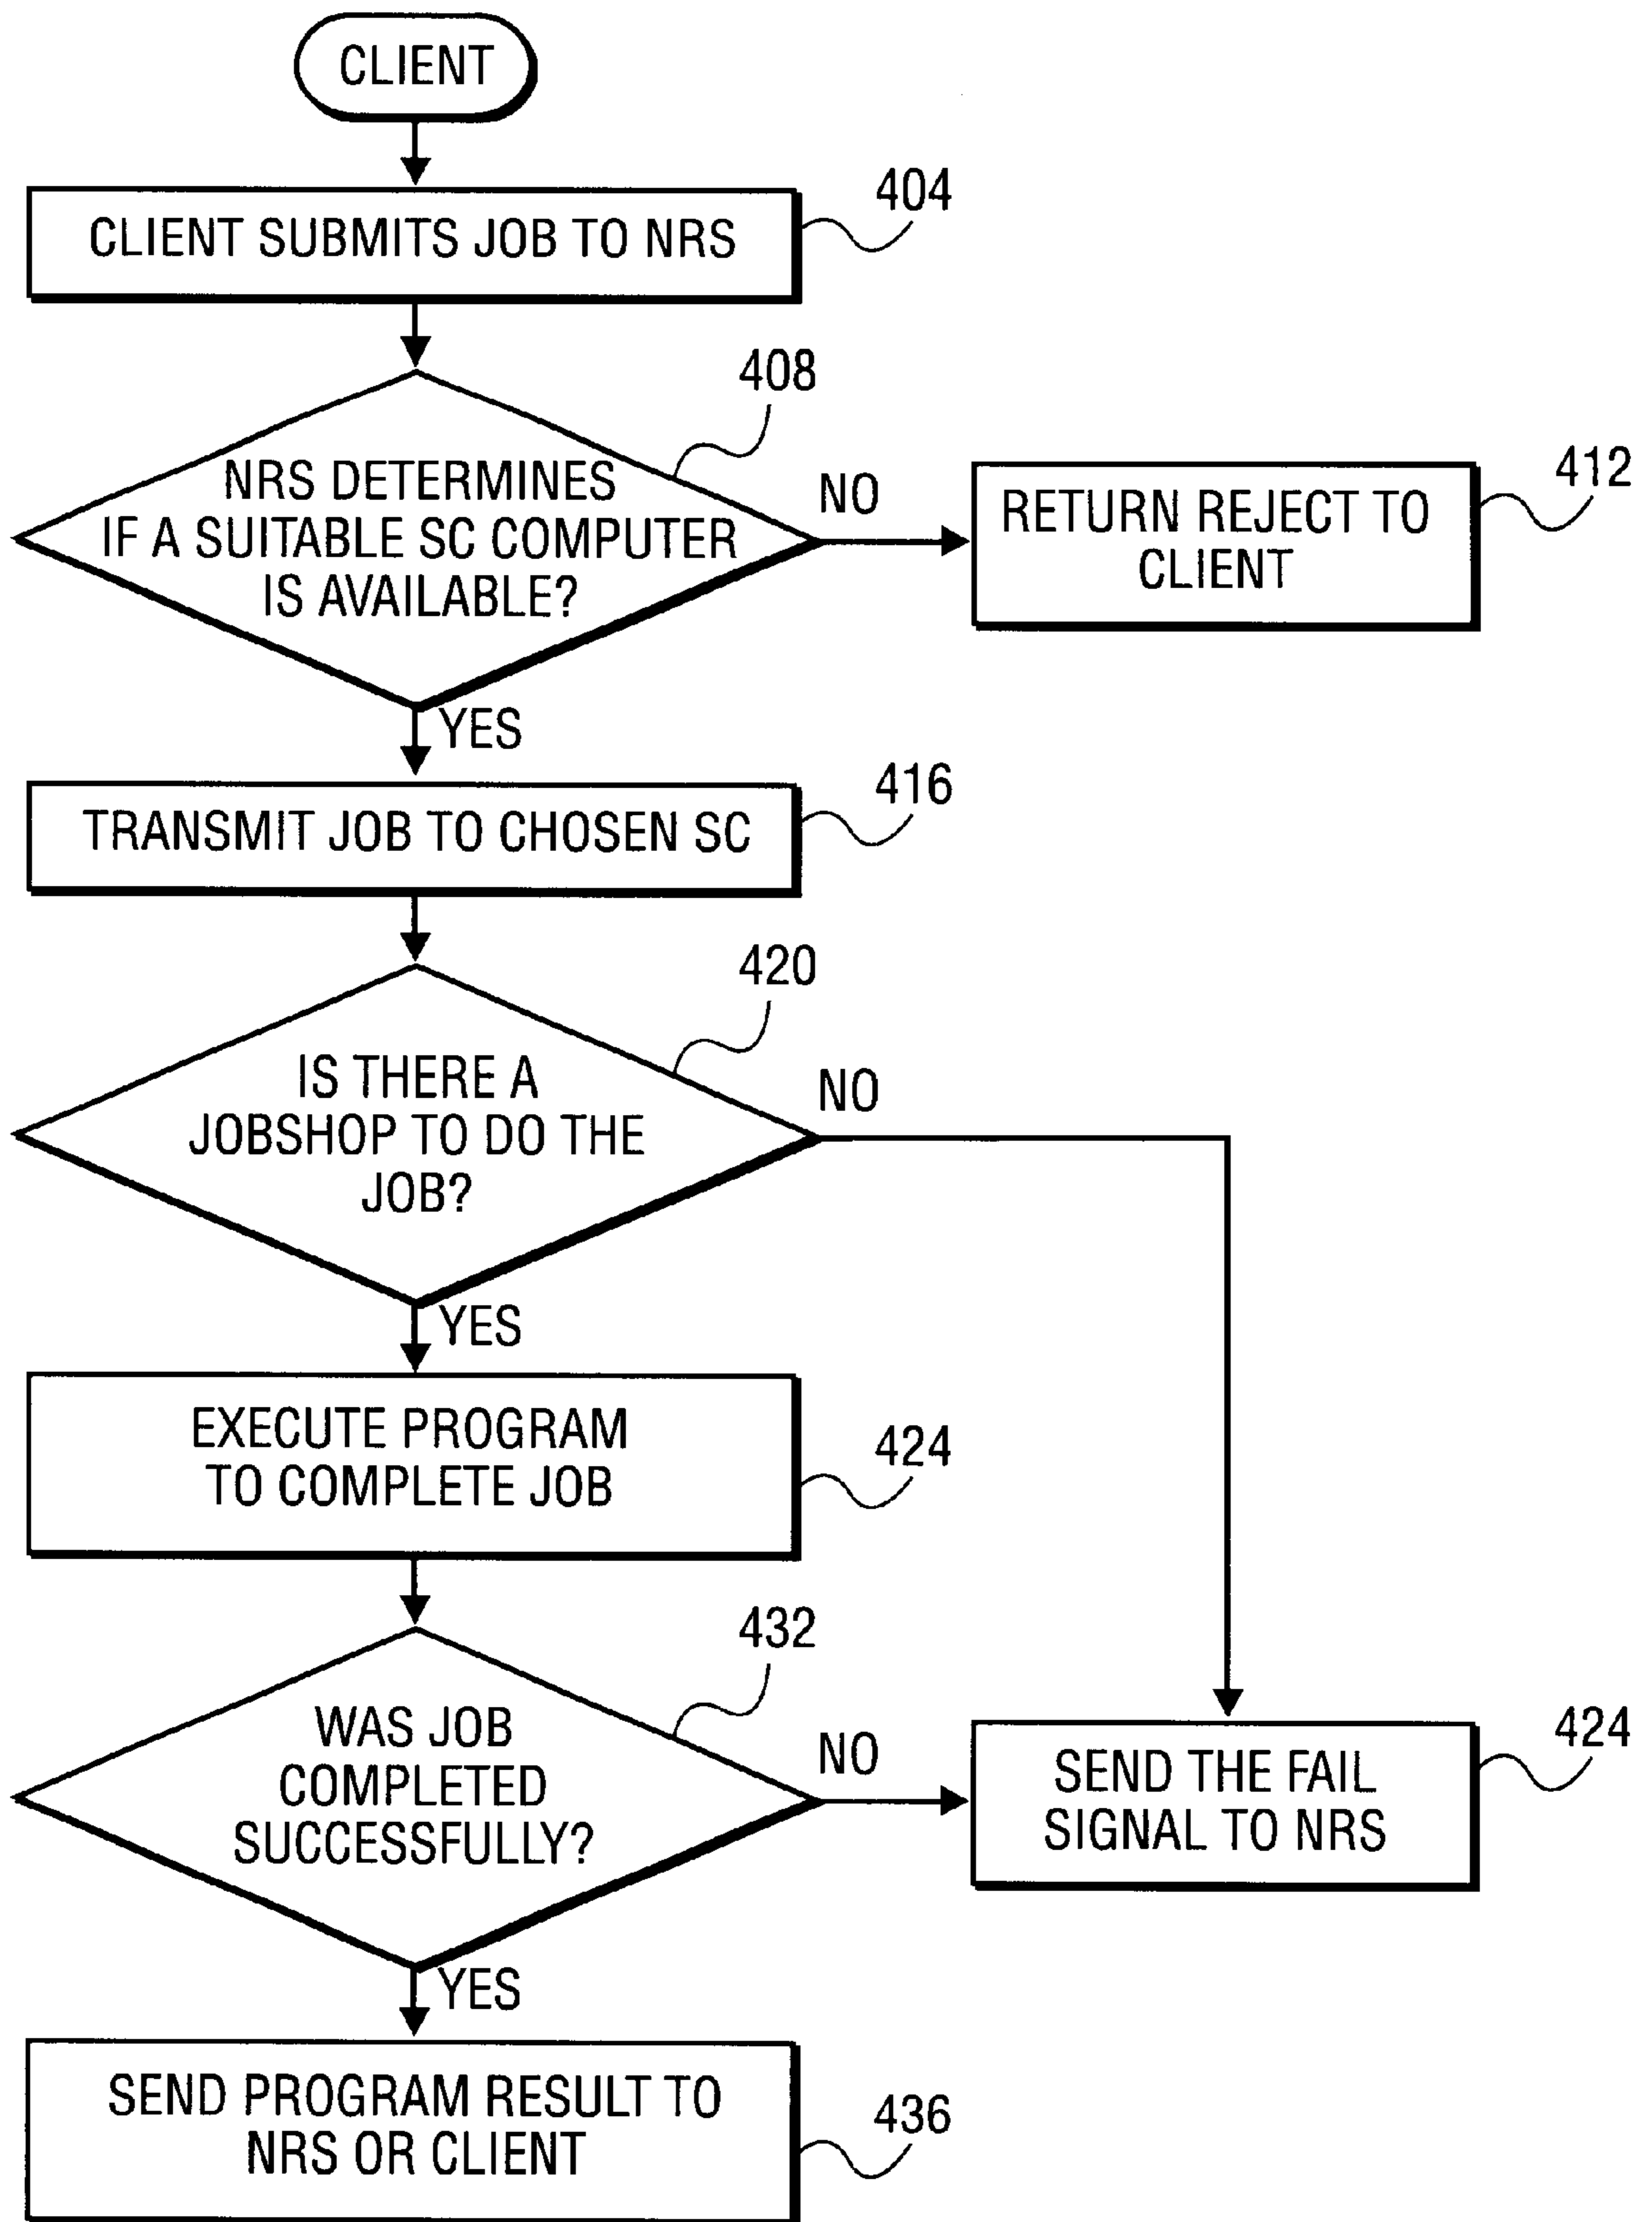 CLIENT
CLIENT SUBMITS JOB TO NRS
404
408
NRS DETERMINES
IF A SUITABLE SC COMPUTER
IS AVAILABLE?
NO
RETURN REJECT TO
CLIENT
412
YES
TRANSMIT JOB TO CHOSEN SC
416
420
IS THERE A
JOBSHOP TO DO THE
JOB?
NO
YES
EXECUTE PROGRAM
TO COMPLETE JOB
424
432
WAS JOB
COMPLETED
SUCCESSFULLY?
NO
SEND THE FAIL
SIGNAL TO NRS
424
YES
SEND PROGRAM RESULT TO
NRS OR CLIENT
436